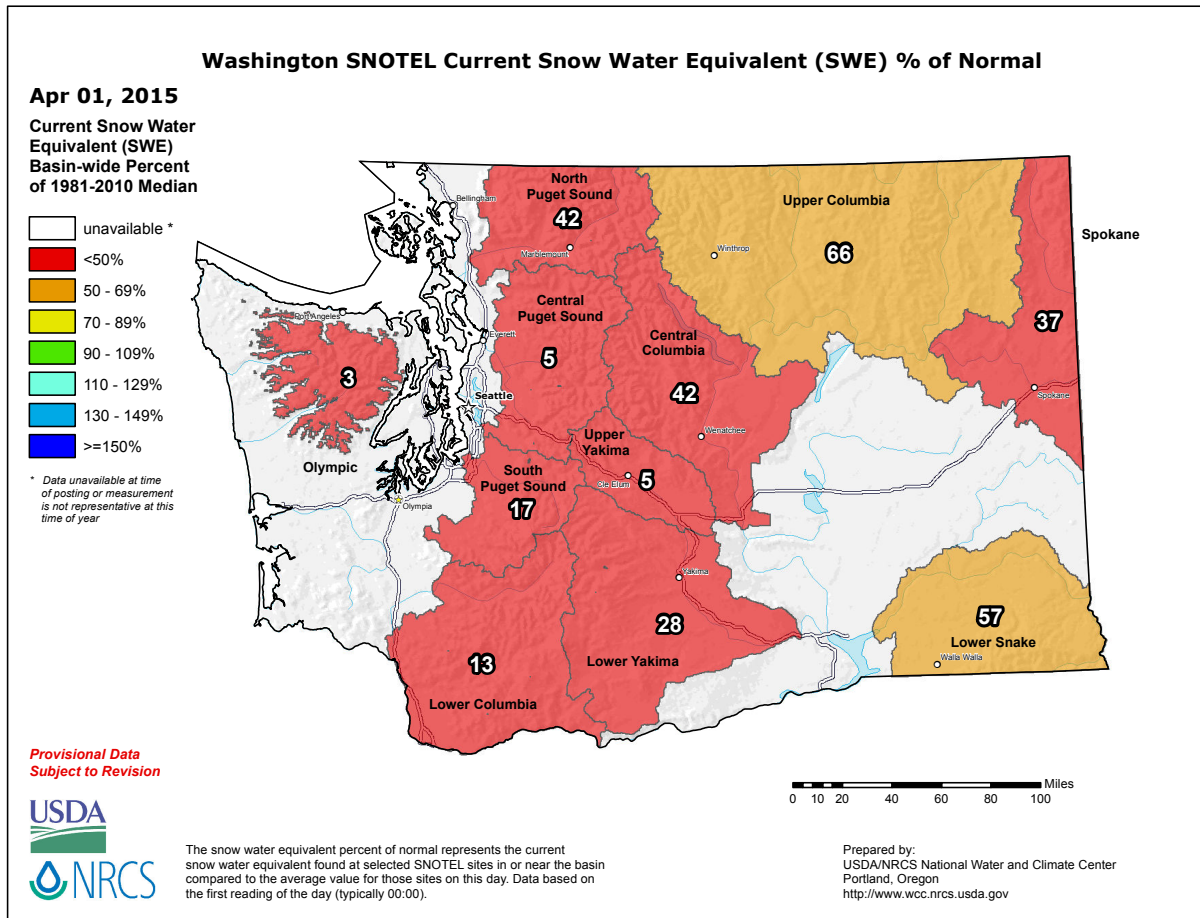 Washington SNOTEL Current Snow Water Equivalent (SWE) % of Normal
Apr 01, 2015
Current Snow Water
Equivalent (SWE)
Basin-wide Percent
of 1981-2010 Median
unavailable *
<50%
50 - 69%
70 - 89%
90 - 109%
110 - 129%
130 - 149%
>=150%
* Data unavailable at time
of posting or measurement
is not representative at this
time of year
North
Puget Sound
42
Bellingham
Marblemount
Upper Columbia
66
Winthrop
Spokane
37
Spokane
Central
Puget Sound
5
Everett
Central
Columbia
42
Wenatchee
Port Angeles
3
Olympic
Seattle
Upper
Yakima
5
Cle Elum
South
Puget Sound
17
Olympia
Yakima
28
Lower Yakima
13
Lower Columbia
57
Lower Snake
Walla Walla
Provisional Data
Subject to Revision
Miles
0 10 20 40 60 80 100
USDA
NRCS
The snow water equivalent percent of normal represents the current
snow water equivalent found at selected SNOTEL sites in or near the basin
compared to the average value for those sites on this day. Data based on
the first reading of the day (typically 00:00).
Prepared by:
USDA/NRCS National Water and Climate Center
Portland, Oregon
http://www.wcc.nrcs.usda.gov